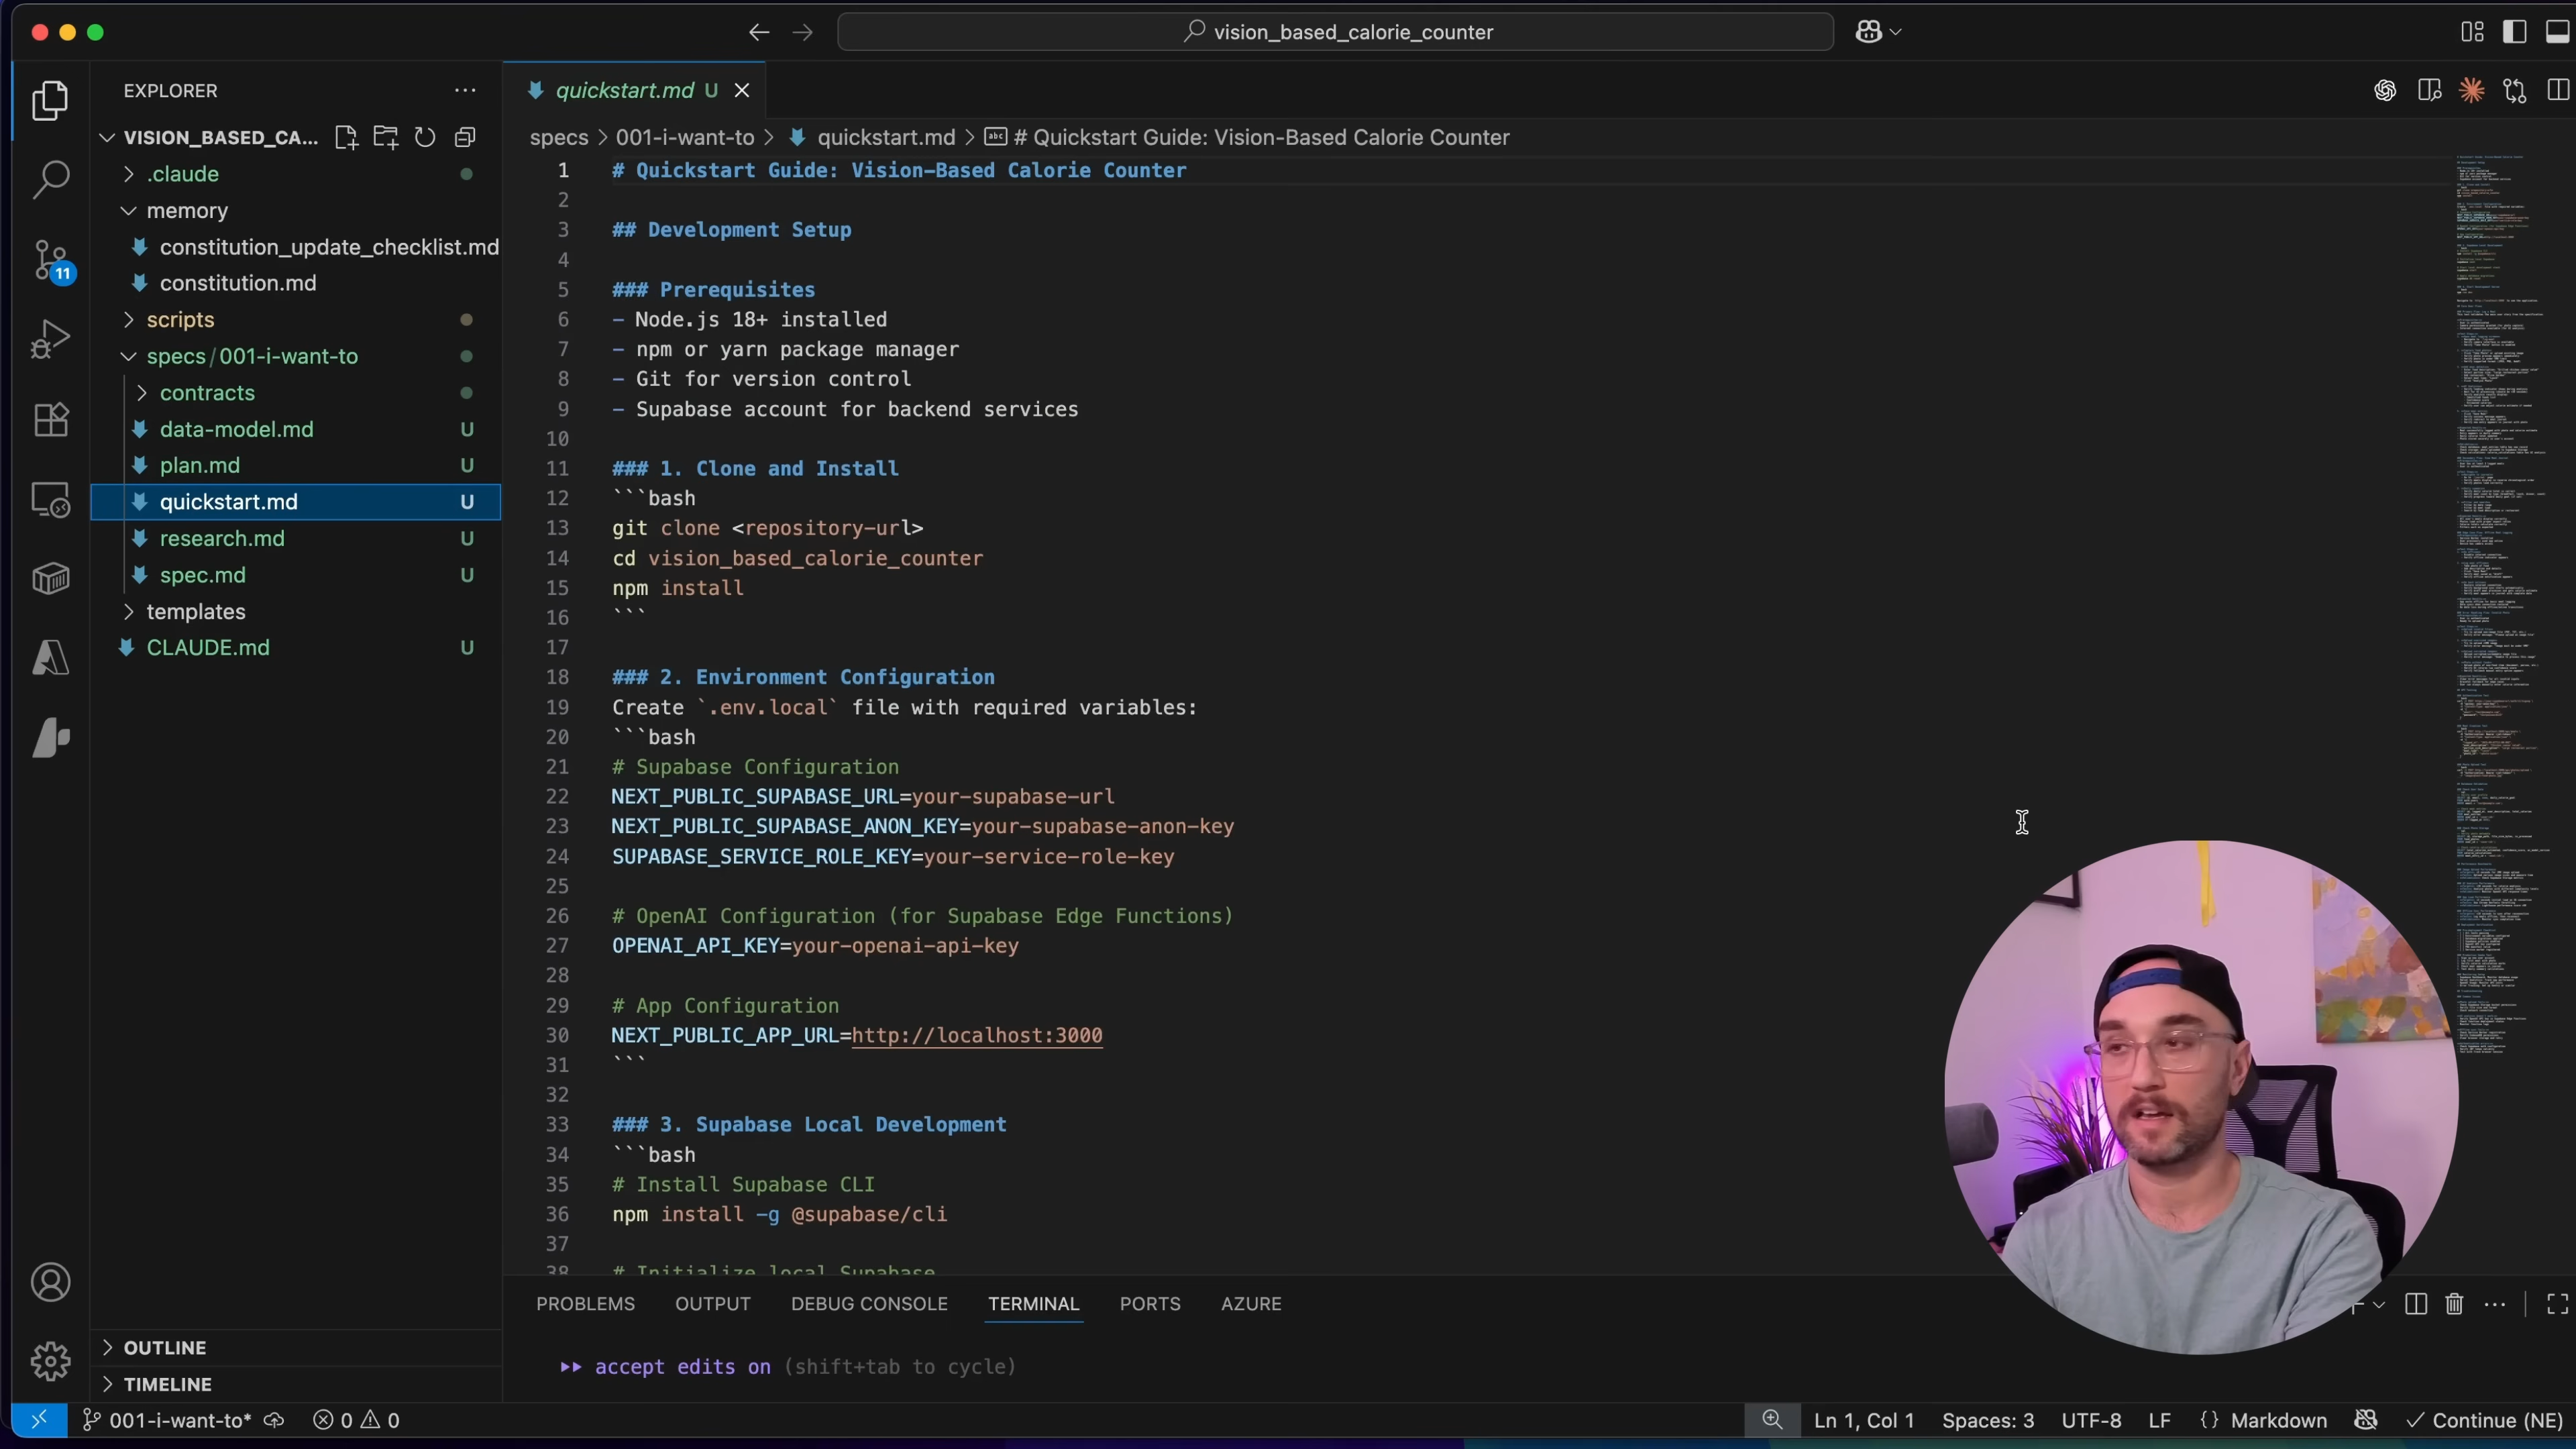 vision_based_calorie_counter
EXPLORER
VISION_BASED_CA...
.claude
memory
constitution_update_checklist.md
constitution.md
scripts
specs/001-i-want-to
contracts
data-model.md U
plan.md U
quickstart.md U
research.md U
spec.md U
templates
CLAUDE.md U
OUTLINE
TIMELINE
11
quickstart.md U
specs > 001-i-want-to > quickstart.md > # Quickstart Guide: Vision-Based Calorie Counter
1 # Quickstart Guide: Vision-Based Calorie Counter
2
3 ## Development Setup
4
5 ### Prerequisites
6 - Node.js 18+ installed
7 - npm or yarn package manager
8 - Git for version control
9 - Supabase account for backend services
10
11 ### 1. Clone and Install
12 ```bash
13 git clone <repository-url>
14 cd vision_based_calorie_counter
15 npm install
16 ```
17
18 ### 2. Environment Configuration
19 Create `.env.local` file with required variables:
20 ```bash
21 # Supabase Configuration
22 NEXT_PUBLIC_SUPABASE_URL=your-supabase-url
23 NEXT_PUBLIC_SUPABASE_ANON_KEY=your-supabase-anon-key
24 SUPABASE_SERVICE_ROLE_KEY=your-service-role-key
25
26 # OpenAI Configuration (for Supabase Edge Functions)
27 OPENAI_API_KEY=your-openai-api-key
28
29 # App Configuration
30 NEXT_PUBLIC_APP_URL=http://localhost:3000
31 ```
32
33 ### 3. Supabase Local Development
34 ```bash
35 # Install Supabase CLI
36 npm install -g @supabase/cli
37
38 # Initialize local Supabase
PROBLEMS OUTPUT DEBUG CONSOLE TERMINAL PORTS AZURE
accept edits on (shift+tab to cycle)
001-i-want-to* 0 0 Ln 1, Col 1 Spaces: 3 UTF-8 LF {} Markdown Continue (NE)